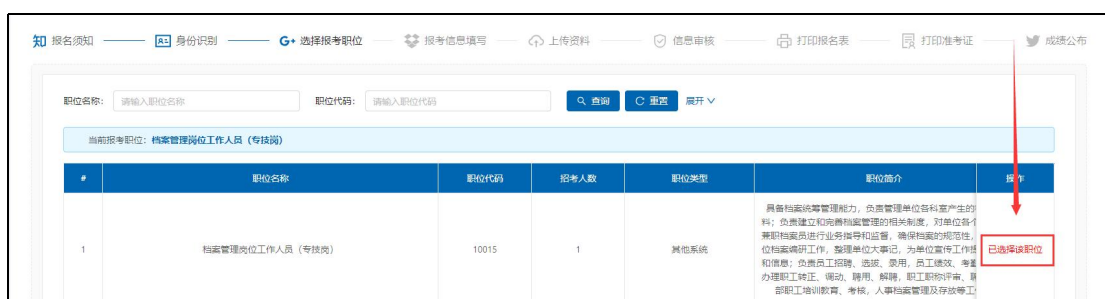 知 报名须知 身份识别 G+ 选择报考职位 报考信息填写 上传资料 信息审核 打印报名表 打印准考证 成绩公布
职位名称： 请输入职位名称 职位代码： 请输入职位代码 查询 重置 展开
当前报考职位：档案管理岗位工作人员（专技岗）
# 职位名称 职位代码 招考人数 职位类型 职位简介 操作
具备档案统筹管理能力，负责管理单位各科室产生的
料；负责建立和完善档案管理的相关制度，对单位各个
兼职档案员进行业务指导和监督，确保档案的规范性，
1 档案管理岗位工作人员（专技岗） 10015 1 其他系统 位档案编研工作，整理单位大事记，为单位宣传工作提 已选择该职位
和信息；负责员工招聘、选拔、录用，员工绩效、考勤
办理职工转正、调动、聘用、解聘，职工职称评审、聘
部职工培训教育、考核，人事档案管理及存放等工